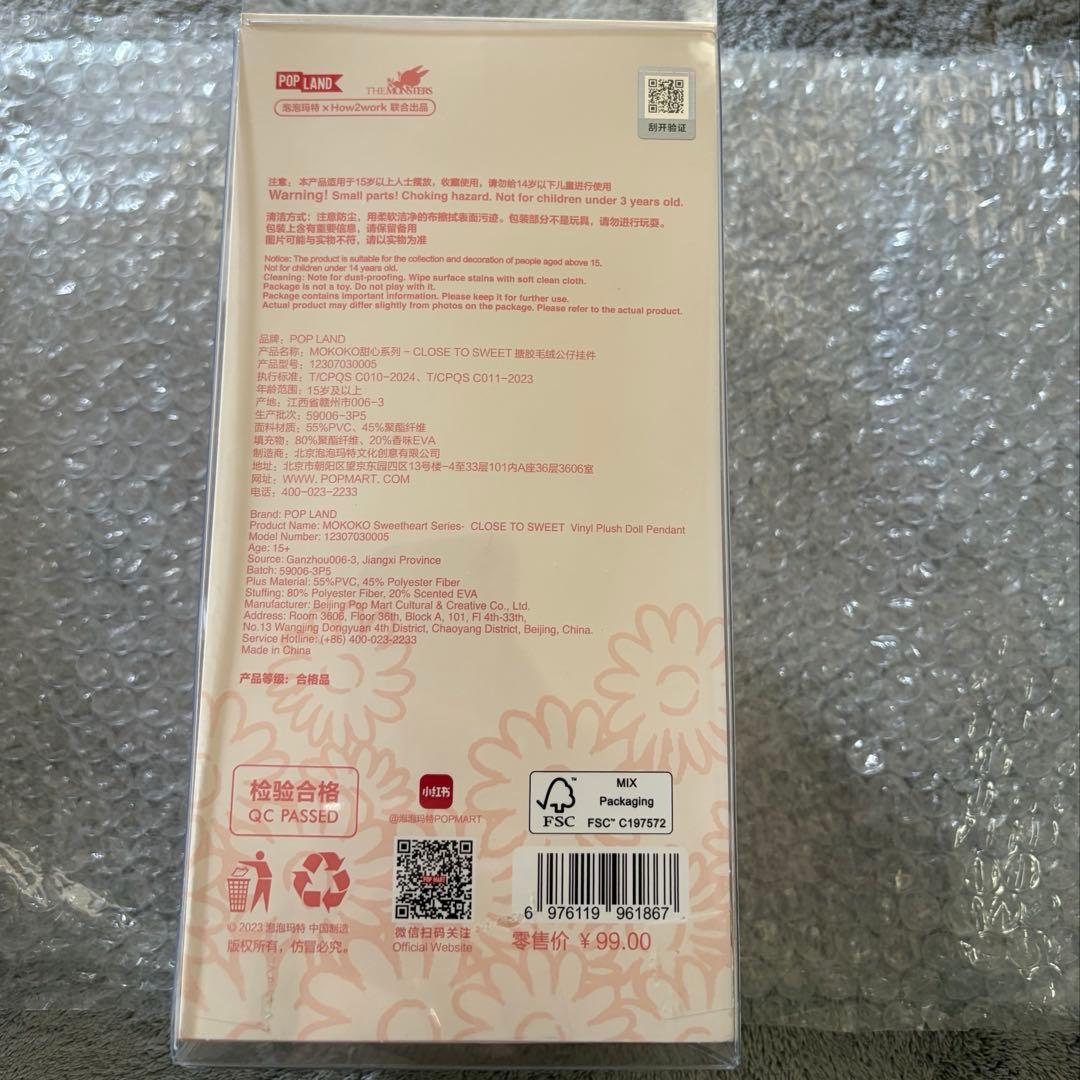 POP LAND
THE MONSTERS
泡泡玛特×How2work 联合出品
刮开验证
注意： 本产品适用于15岁以上人士摆放，收藏使用，请勿给14岁以下儿童进行使用
Warning! Small parts! Choking hazard. Not for children under 3 years old.
清洁方式：注意防尘，用柔软洁净的布擦拭表面污迹。包装部分不是玩具，请勿进行玩耍。
包装上含有重要信息，请保留备用
图片可能与实物不符，请以实物为准
Notice: The product is suitable for the collection and decoration of people aged above 15.
Not for children under 14 years old.
Cleaning: Note for dust-proofing. Wipe surface stains with soft clean cloth.
Package is not a toy. Do not play with it.
Package contains important information. Please keep it for further use.
Actual product may differ slightly from photos on the package. Please refer to the actual product.
品牌：POP LAND
产品名称：MOKOKO甜心系列 - CLOSE TO SWEET 搪胶毛绒公仔挂件
产品型号：12307030005
执行标准：T/CPQS C010-2024、T/CPQS C011-2023
年龄范围：15岁及以上
产地：江西省赣州市006-3
生产批次：59006-3P5
面料材质：55%PVC、45%聚酯纤维
填充物：80%聚酯纤维、20%香味EVA
制造商：北京泡泡玛特文化创意有限公司
地址：北京市朝阳区望京东园四区13号楼-4至33层101内A座36层3606室
网址：WWW. POPMART. COM
电话：400-023-2233
Brand: POP LAND
Product Name: MOKOKO Sweetheart Series- CLOSE TO SWEET Vinyl Plush Doll Pendant
Model Number: 12307030005
Age: 15+
Source: Ganzhou006-3, Jiangxi Province
Batch: 59006-3P5
Plus Material: 55%PVC, 45% Polyester Fiber
Stuffing: 80% Polyester Fiber, 20% Scented EVA
Manufacturer: Beijing Pop Mart Cultural & Creative Co., Ltd.
Address: Room 3606, Floor 36th, Block A, 101, Fl 4th-33th,
No.13 Wangjing Dongyuan 4th District, Chaoyang District, Beijing, China.
Service Hotline: (+86) 400-023-2233
Made in China
产品等级：合格品
检验合格
QC PASSED
小红书
@泡泡玛特POPMART
FSC™
MIX
Packaging
FSC™ C197572
POP MART
6 976119 961867
© 2023 泡泡玛特 中国制造
版权所有，仿冒必究。
微信扫码关注
Official Website
零售价 ￥99.00